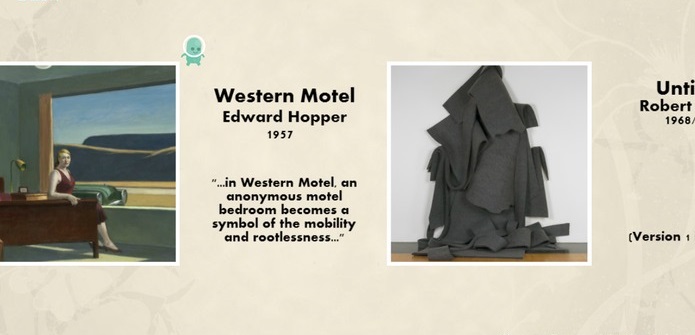 Western Motel
Edward Hopper
1957
"...in Western Motel, an
anonymous motel
bedroom becomes a
symbol of the mobility
and rootlessness..."
Unti
Robert
1968/
(Version 1